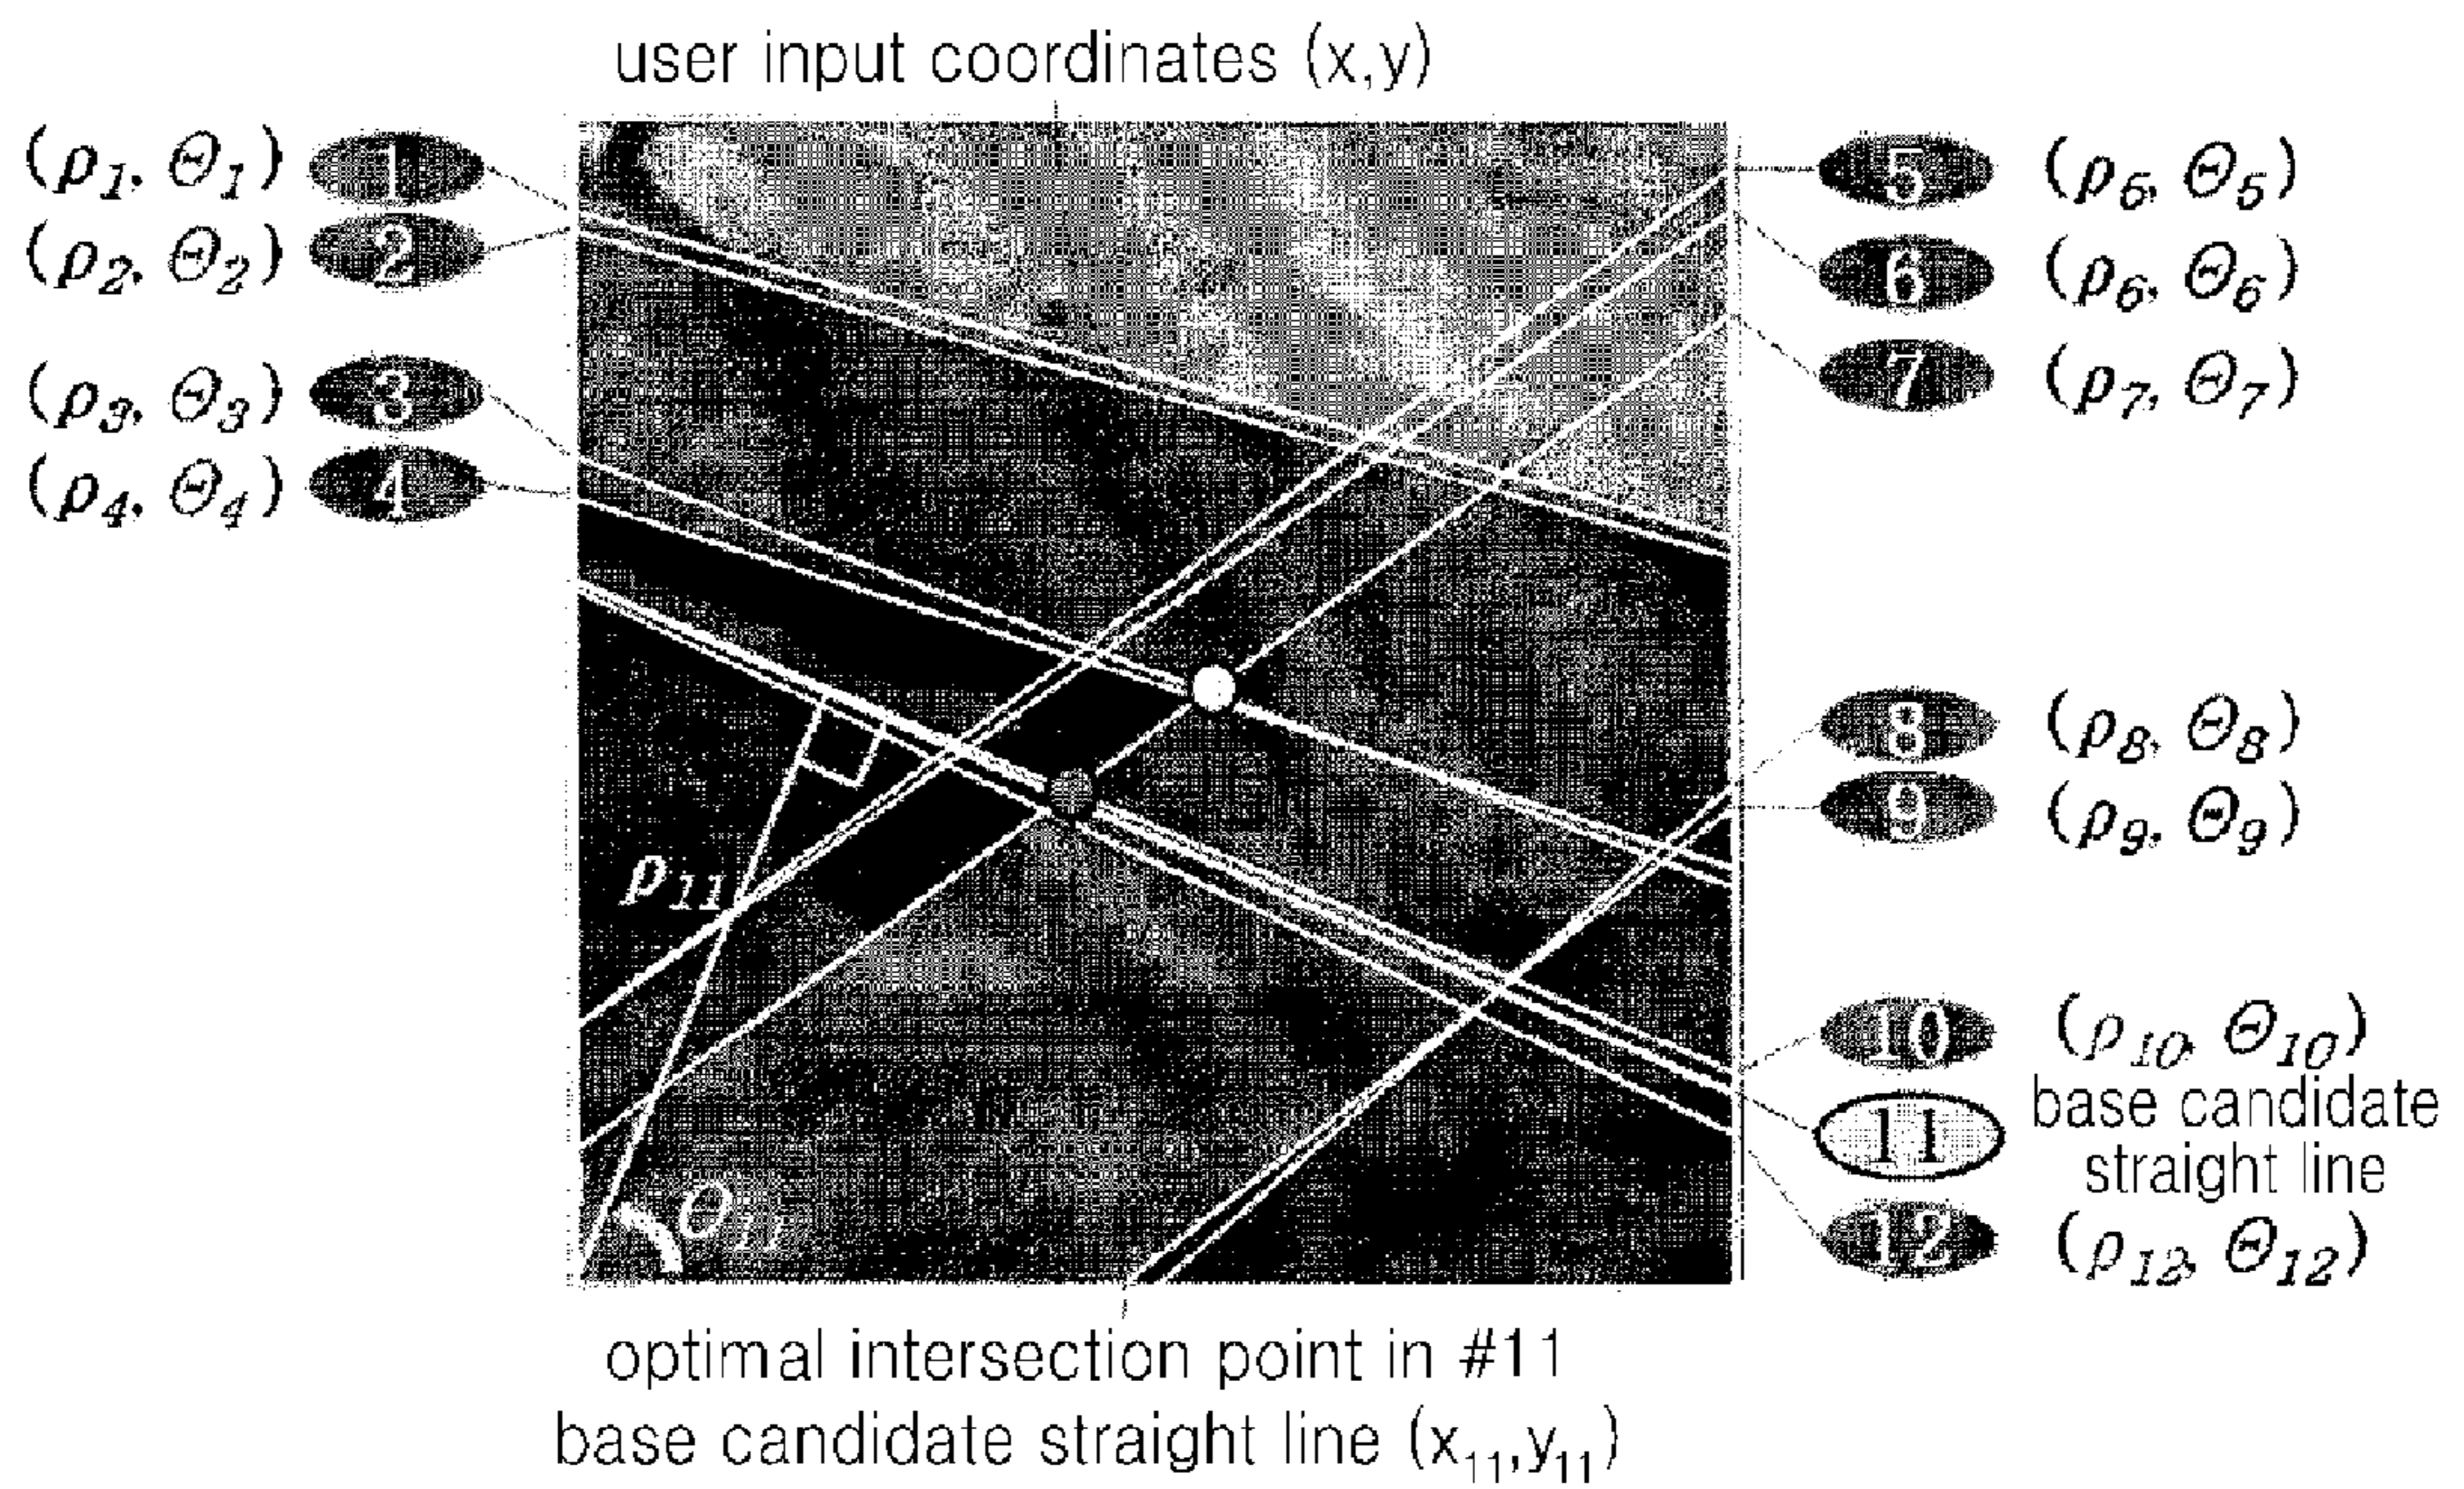 user input coordinates (x,y)
(ρ1, Θ1) 1
(ρ2, Θ2) 2
(ρ3, Θ3) 3
(ρ4, Θ4) 4
5 (ρ6, Θ5)
6 (ρ6, Θ6)
7 (ρ7, Θ7)
8 (ρ8, Θ8)
9 (ρ9, Θ9)
10 (ρ10, Θ10)
11 base candidate
straight line
12 (ρ12, Θ12)
ρ11
Θ11
optimal intersection point in #11
base candidate straight line (x11,y11)